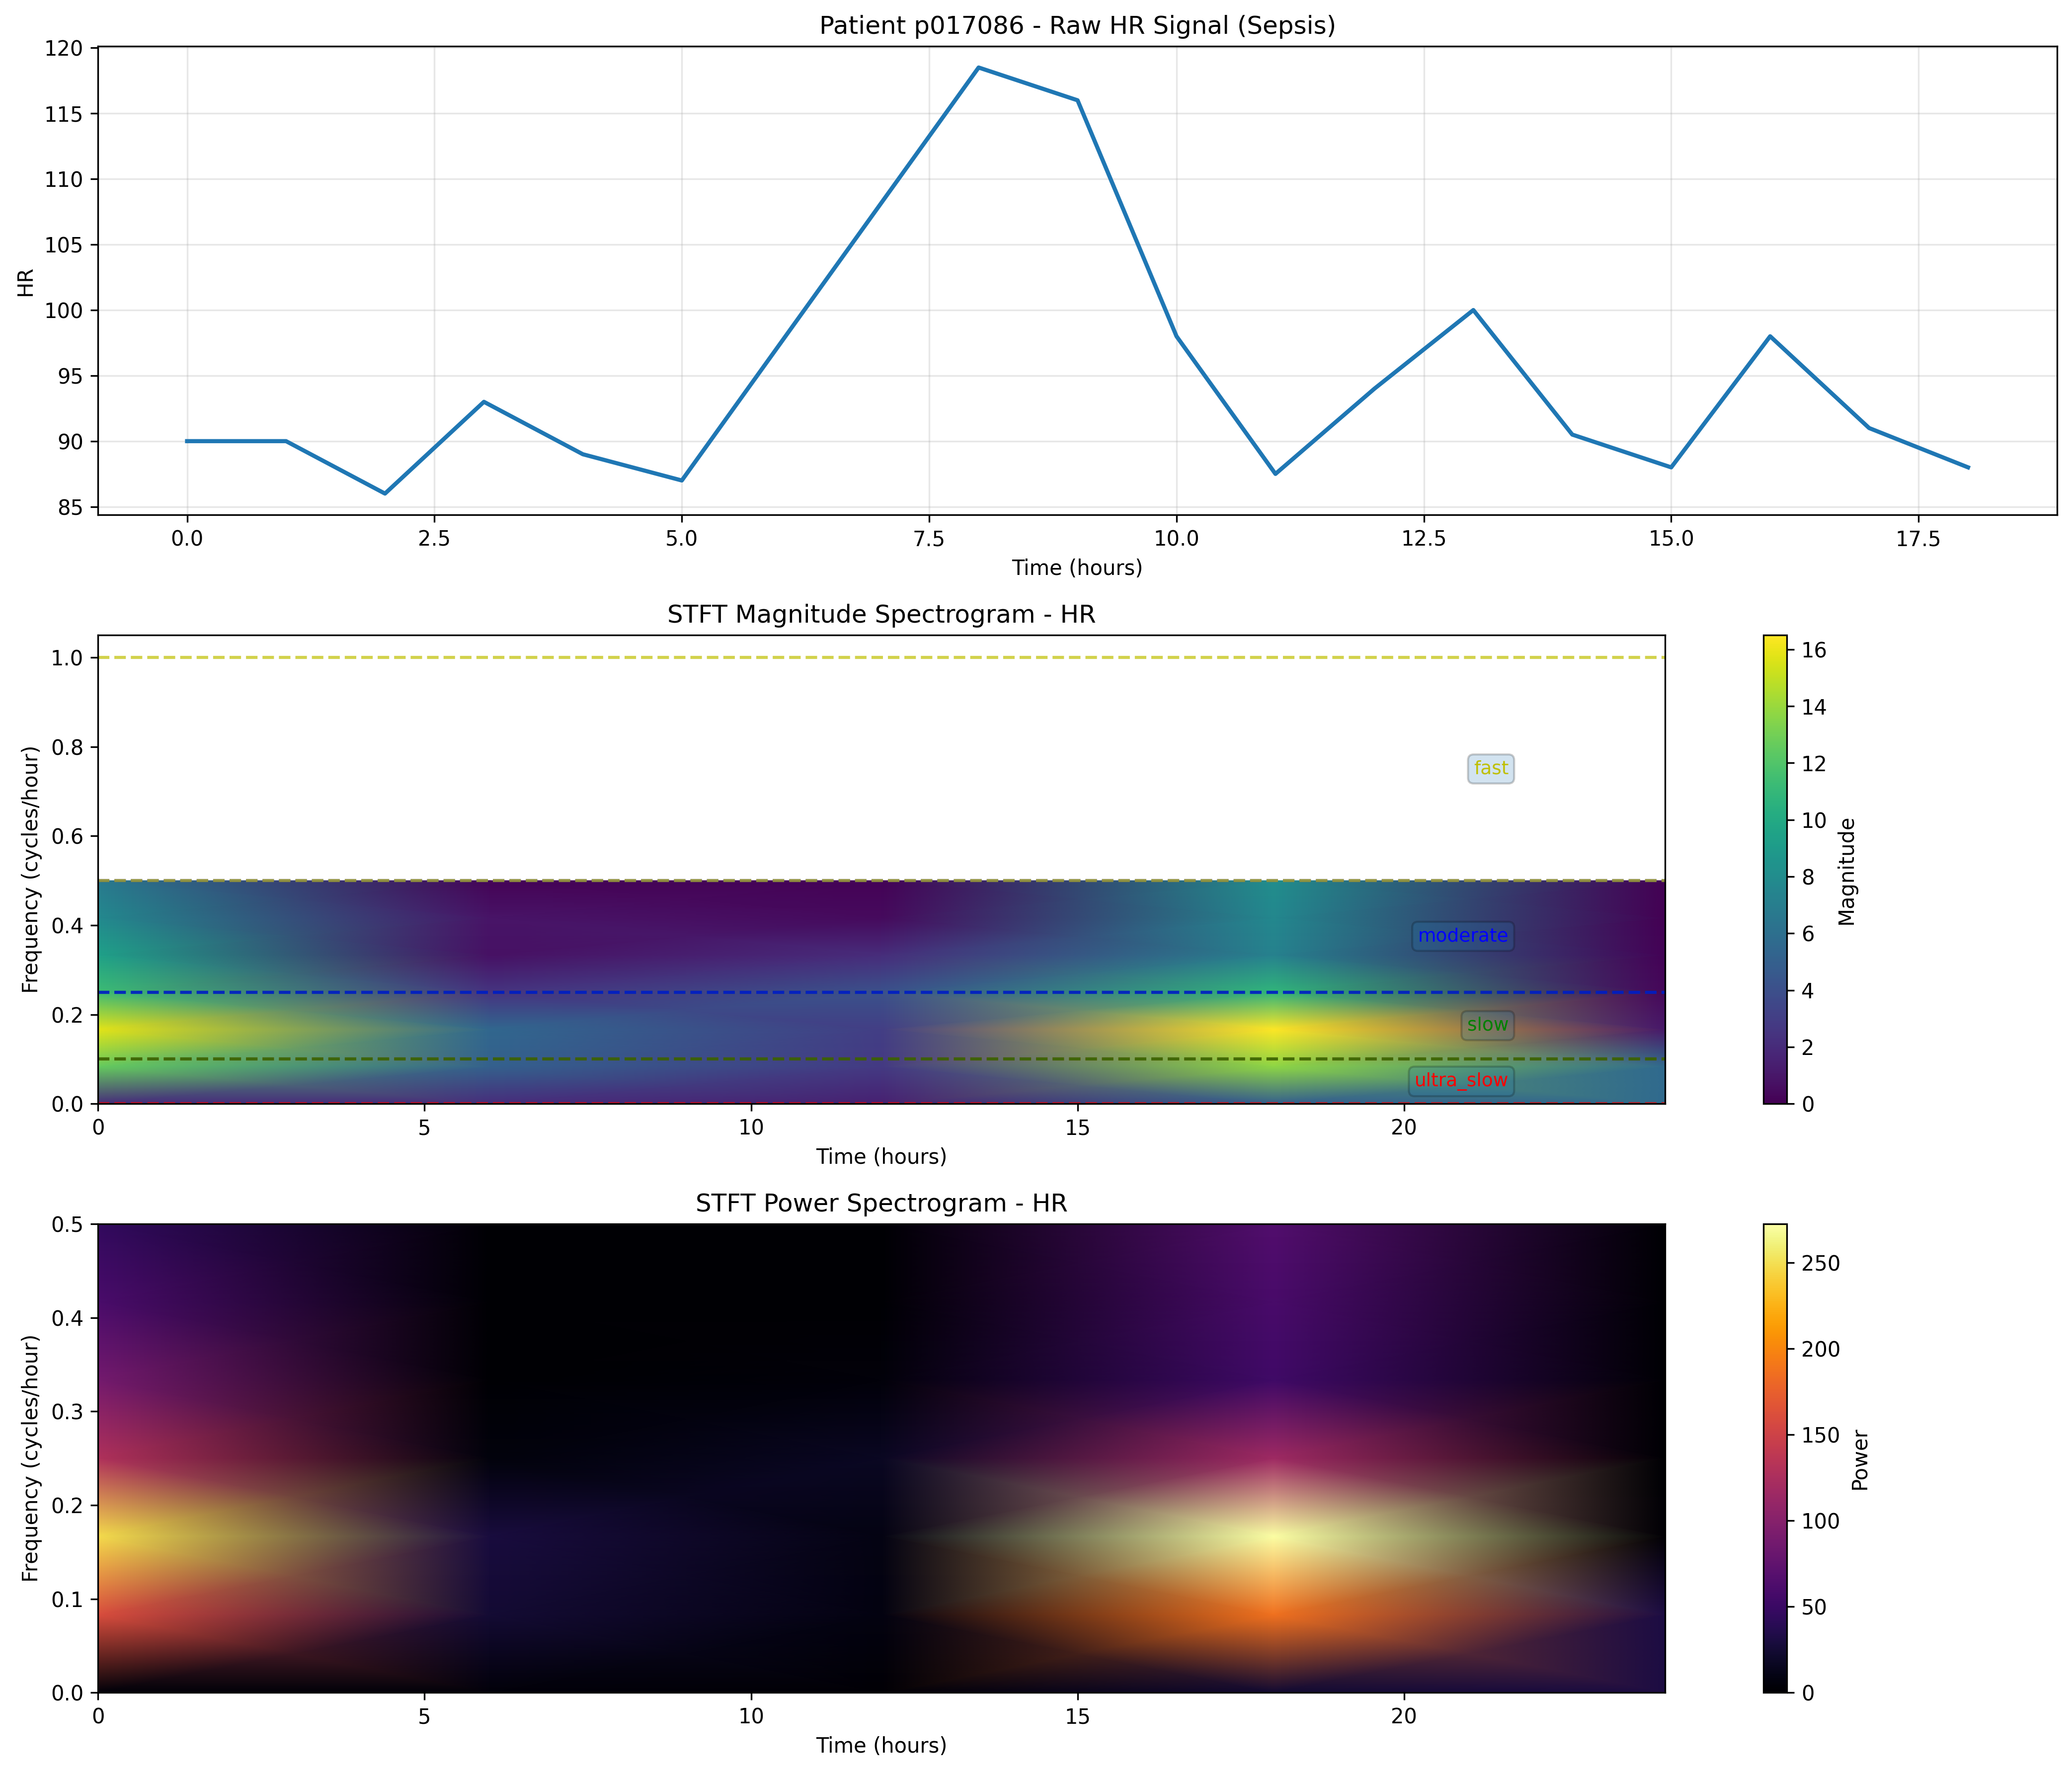 Patient p017086 - Raw HR Signal (Sepsis)
120
115
110
105
100
95
90
85
HR
0.0 2.5 5.0 7.5 10.0 12.5 15.0 17.5
Time (hours)
STFT Magnitude Spectrogram - HR
1.0
0.8
0.6
0.4
0.2
0.0
Frequency (cycles/hour)
fast
moderate
slow
ultra_slow
0 5 10 15 20
Time (hours)
16
14
12
10
8
6
4
2
0
Magnitude
STFT Power Spectrogram - HR
0.5
0.4
0.3
0.2
0.1
0.0
Frequency (cycles/hour)
0 5 10 15 20
Time (hours)
250
200
150
100
50
0
Power